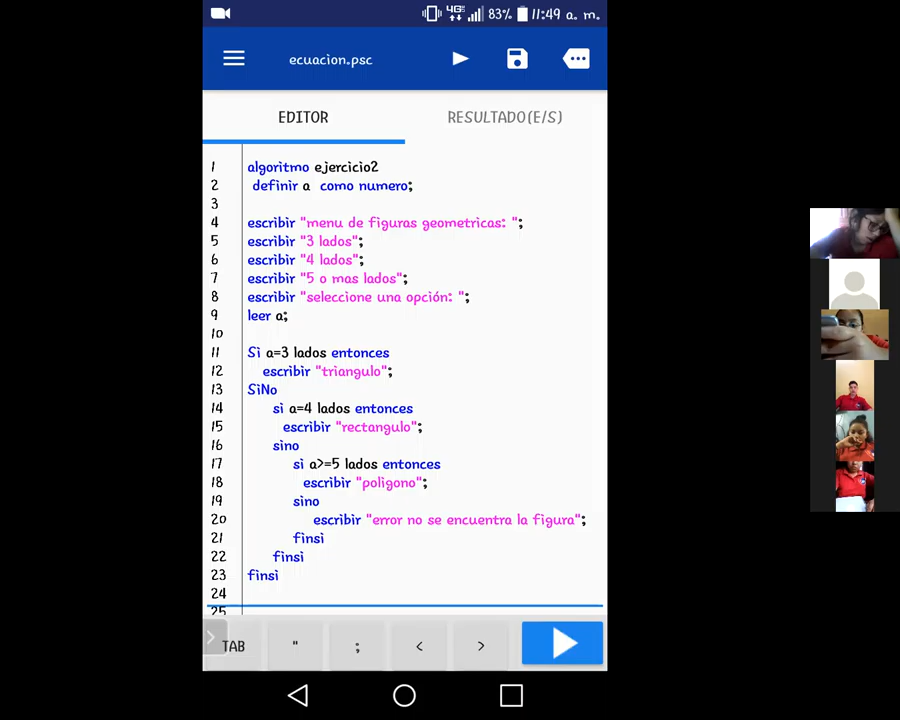 4G 83% 11:49 a. m.
ecuacion.psc
EDITOR RESULTADO(E/S)
1 algoritmo ejercicio2
2 definir a como numero;
3
4 escribir "menu de figuras geometricas: ";
5 escribir "3 lados";
6 escribir "4 lados";
7 escribir "5 o mas lados";
8 escribir "seleccione una opción: ";
9 leer a;
10
11 Si a=3 lados entonces
12 escribir "triangulo";
13 SiNo
14 si a=4 lados entonces
15 escribir "rectangulo";
16 sino
17 si a>=5 lados entonces
18 escribir "poligono";
19 sino
20 escribir "error no se encuentra la figura";
21 finsi
22 finsi
23 finsi
24
25
TAB " ; < >